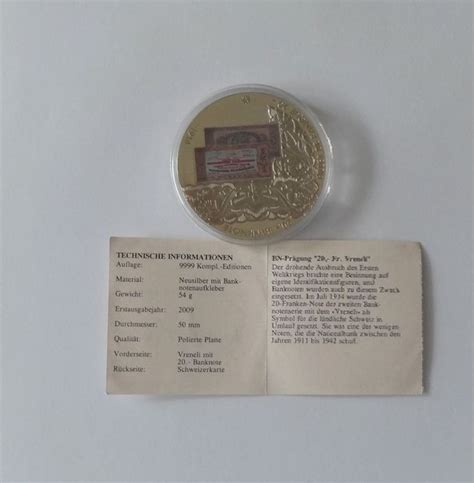 TECHNISCHE INFORMATIONEN
Auflage: 9999 Kompl.-Editionen
Material: Neusilber mit Bank-
notenaufkleber
Gewicht: 54 g
Erstausgabejahr: 2009
Durchmesser: 50 mm
Qualität: Polierte Platte
Vorderseite: Vreneli mit
20.- Banknote
Rückseite: Schweizerkarte
BN-Prägung "20.- Fr. Vreneli"
Der drohende Ausbruch des Ersten
Weltkriegs brachte eine Besinnung auf
eigene Identifikationsfiguren, und
Banknoten wurden auch zu diesem Zweck
eingesetzt. Im Juli 1914 wurde die
20-Franken-Note der zweiten Bank-
notenserie mit dem «Vreneli» als
Symbol für die ländliche Schweiz in
Umlauf gesetzt. Sie war eine der wenigen
Noten, die die Nationalbank zwischen den
Jahren 1911 bis 1942 schuf.